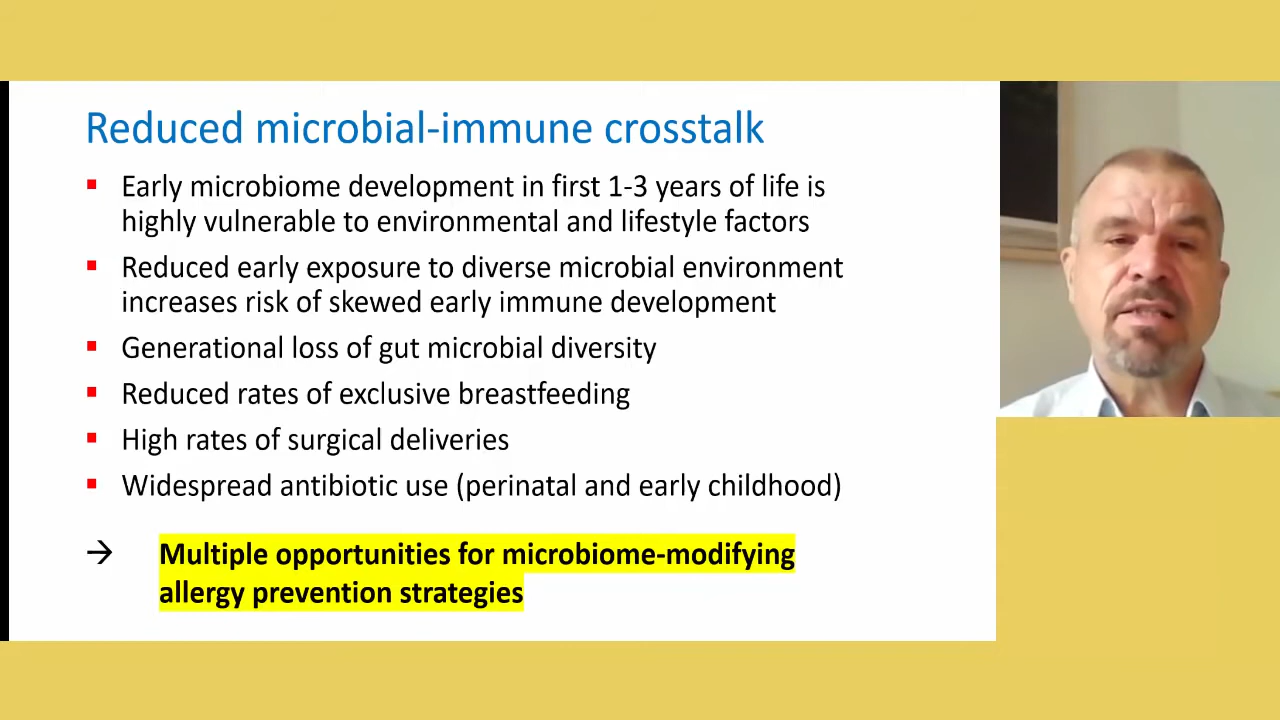 Reduced microbial-immune crosstalk
▪ Early microbiome development in first 1-3 years of life is
highly vulnerable to environmental and lifestyle factors
▪ Reduced early exposure to diverse microbial environment
increases risk of skewed early immune development
▪ Generational loss of gut microbial diversity
▪ Reduced rates of exclusive breastfeeding
▪ High rates of surgical deliveries
▪ Widespread antibiotic use (perinatal and early childhood)
→ Multiple opportunities for microbiome-modifying
allergy prevention strategies